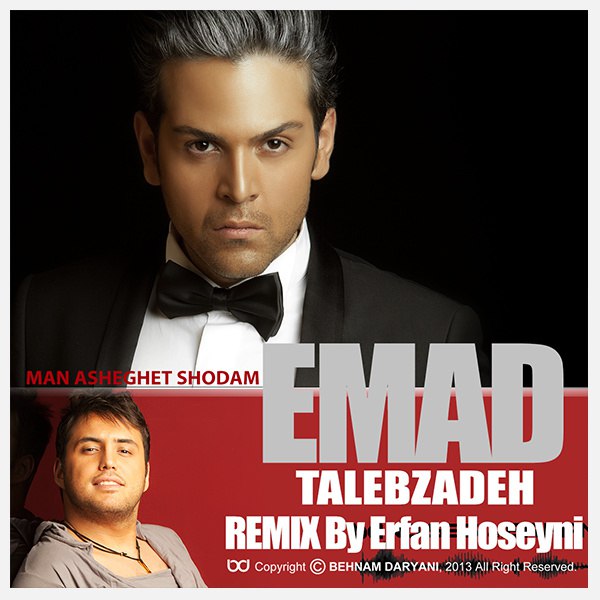 MAN ASHEGHET SHODAM
EMAD
TALEBZADEH
REMIX By Erfan Hoseyni
bd Copyright © BEHNAM DARYANI, 2013 All Right Reserved.